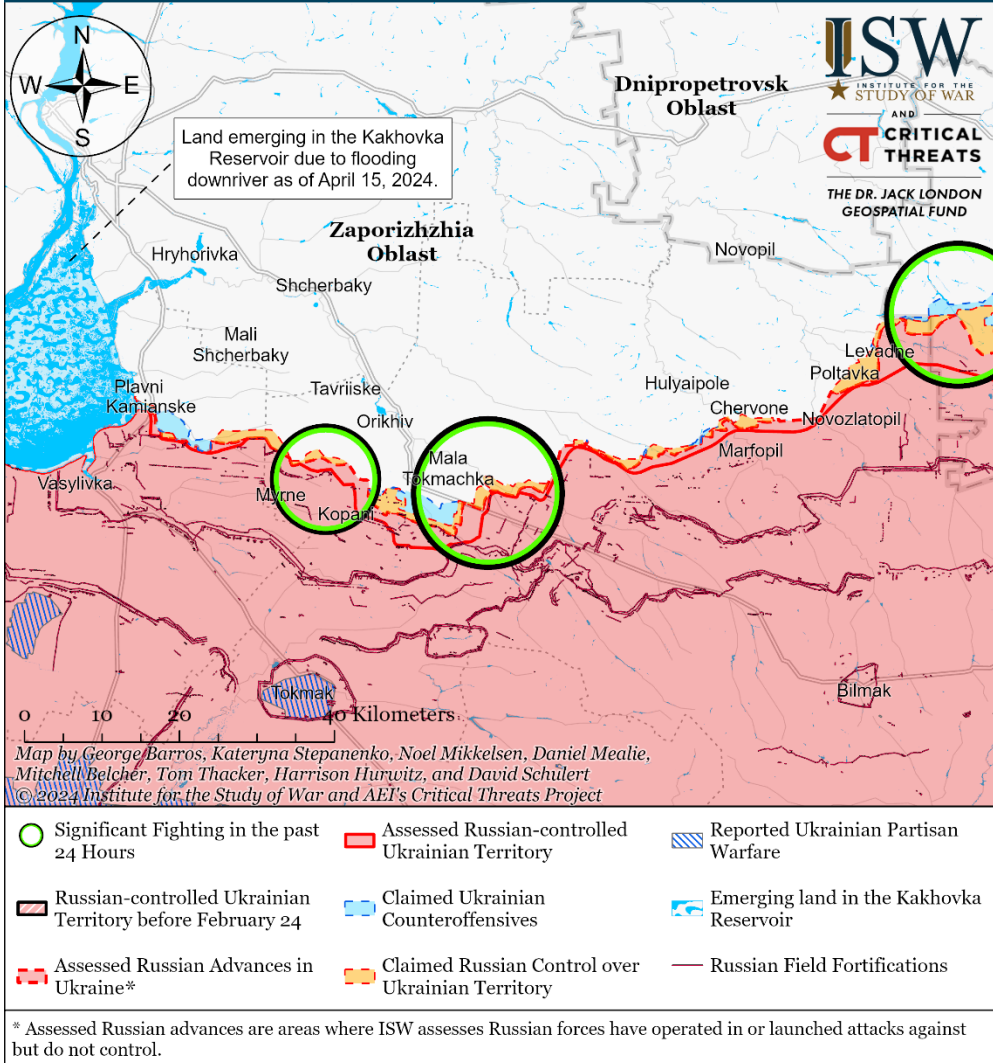 N
W E
S
ISW
INSTITUTE FOR THE
STUDY OF WAR
AND
CT CRITICAL
THREATS
THE DR. JACK LONDON
GEOSPATIAL FUND
Dnipropetrovsk
Oblast
Land emerging in the Kakhovka
Reservoir due to flooding
downriver as of April 15, 2024.
Zaporizhzhia
Oblast
Hryhorivka
Novopil
Shcherbaky
Mali
Shcherbaky
Levadne
Poltavka
Plavni
Kamianske
Tavriiske
Hulyaipole
Orikhiv
Chervone
Novozlatopil
Marfopil
Mala
Tokmachka
Vasylivka
Myrne
Kopani
Tokmak
Bilmak
0 10 20 40 Kilometers
Map by George Barros, Kateryna Stepanenko, Noel Mikkelsen, Daniel Mealie,
Mitchell Belcher, Tom Thacker, Harrison Hurwitz, and David Schulert
© 2024 Institute for the Study of War and AEI's Critical Threats Project
Significant Fighting in the past
24 Hours
Assessed Russian-controlled
Ukrainian Territory
Reported Ukrainian Partisan
Warfare
Russian-controlled Ukrainian
Territory before February 24
Claimed Ukrainian
Counteroffensives
Emerging land in the Kakhovka
Reservoir
Assessed Russian Advances in
Ukraine*
Claimed Russian Control over
Ukrainian Territory
Russian Field Fortifications
* Assessed Russian advances are areas where ISW assesses Russian forces have operated in or launched attacks against
but do not control.